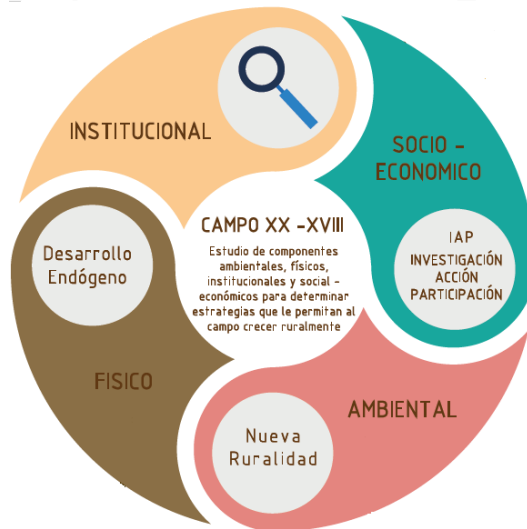 INSTITUCIONAL
SOCIO -
ECONOMICO
IAP
INVESTIGACIÓN
ACCIÓN
PARTICIPACIÓN
CAMPO XX -XVIII
Estudio de componentes
ambientales, físicos,
institucionales y social -
económicos para determinar
estrategias que le permitan al
campo crecer ruralmente
Desarrollo
Endógeno
FISICO
AMBIENTAL
Nueva
Ruralidad